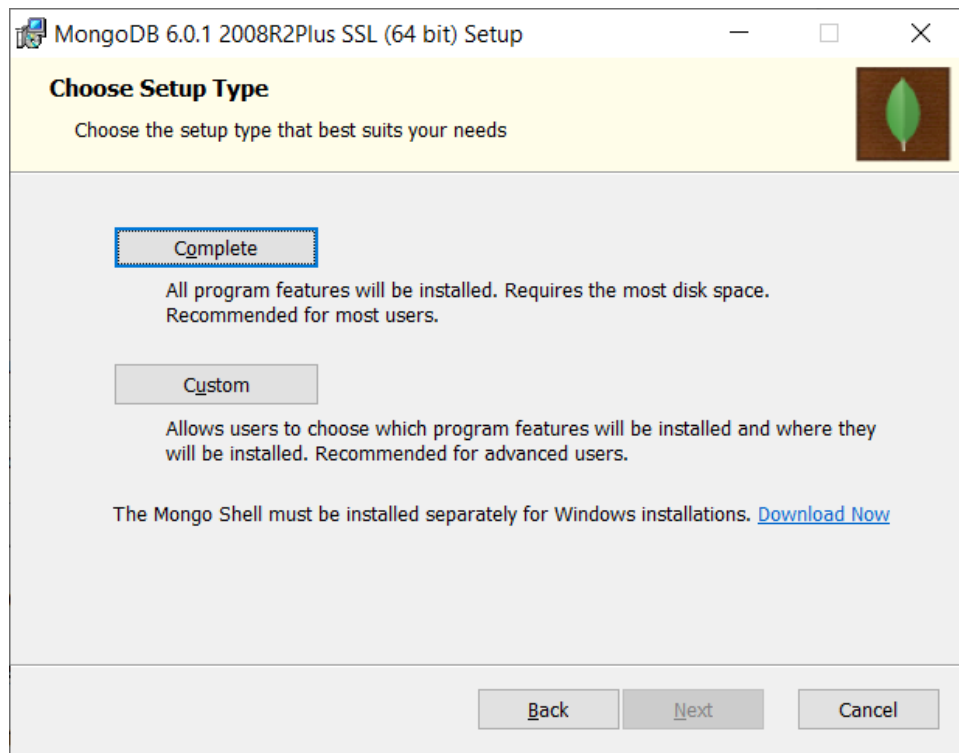 MongoDB 6.0.1 2008R2Plus SSL (64 bit) Setup
Choose Setup Type
Choose the setup type that best suits your needs
Complete
All program features will be installed. Requires the most disk space.
Recommended for most users.
Custom
Allows users to choose which program features will be installed and where they
will be installed. Recommended for advanced users.
The Mongo Shell must be installed separately for Windows installations. Download Now
Back Next Cancel